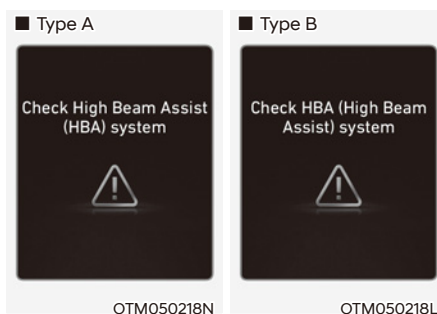 ■ Type A
Check High Beam Assist
(HBA) system
OTM050218N
■ Type B
Check HBA (High Beam
Assist) system
OTM050218L